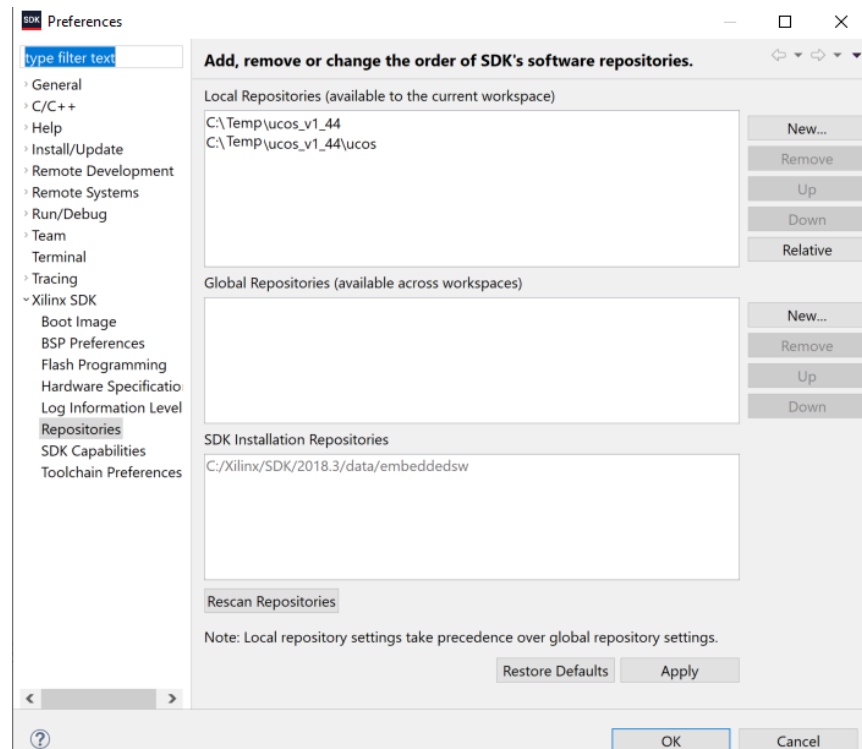 SDK Preferences
type filter text
General
C/C++
Help
Install/Update
Remote Development
Remote Systems
Run/Debug
Team
Terminal
Tracing
Xilinx SDK
Boot Image
BSP Preferences
Flash Programming
Hardware Specificatio
Log Information Level
Repositories
SDK Capabilities
Toolchain Preferences
Add, remove or change the order of SDK's software repositories.
Local Repositories (available to the current workspace)
C:\Temp\ucos_v1_44
C:\Temp\ucos_v1_44\ucos
New...
Remove
Up
Down
Relative
Global Repositories (available across workspaces)
New...
Remove
Up
Down
SDK Installation Repositories
C:/Xilinx/SDK/2018.3/data/embeddedsw
Rescan Repositories
Note: Local repository settings take precedence over global repository settings.
Restore Defaults
Apply
?
OK
Cancel